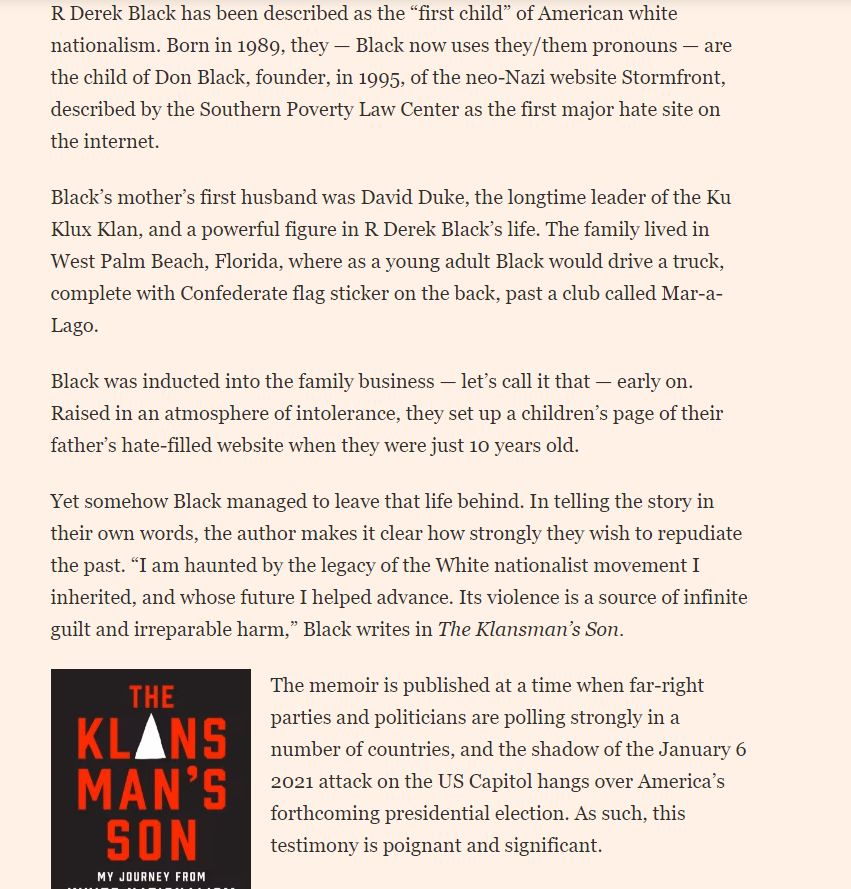 R Derek Black has been described as the “first child” of American white
nationalism. Born in 1989, they — Black now uses they/them pronouns — are
the child of Don Black, founder, in 1995, of the neo-Nazi website Stormfront,
described by the Southern Poverty Law Center as the first major hate site on
the internet.
Black’s mother’s first husband was David Duke, the longtime leader of the Ku
Klux Klan, and a powerful figure in R Derek Black’s life. The family lived in
West Palm Beach, Florida, where as a young adult Black would drive a truck,
complete with Confederate flag sticker on the back, past a club called Mar-a-
Lago.
Black was inducted into the family business — let’s call it that — early on.
Raised in an atmosphere of intolerance, they set up a children’s page of their
father’s hate-filled website when they were just 10 years old.
Yet somehow Black managed to leave that life behind. In telling the story in
their own words, the author makes it clear how strongly they wish to repudiate
the past. “I am haunted by the legacy of the White nationalist movement I
inherited, and whose future I helped advance. Its violence is a source of infinite
guilt and irreparable harm,” Black writes in The Klansman’s Son.
THE
KLANS
MAN’S
SON
MY JOURNEY FROM
The memoir is published at a time when far-right
parties and politicians are polling strongly in a
number of countries, and the shadow of the January 6
2021 attack on the US Capitol hangs over America’s
forthcoming presidential election. As such, this
testimony is poignant and significant.